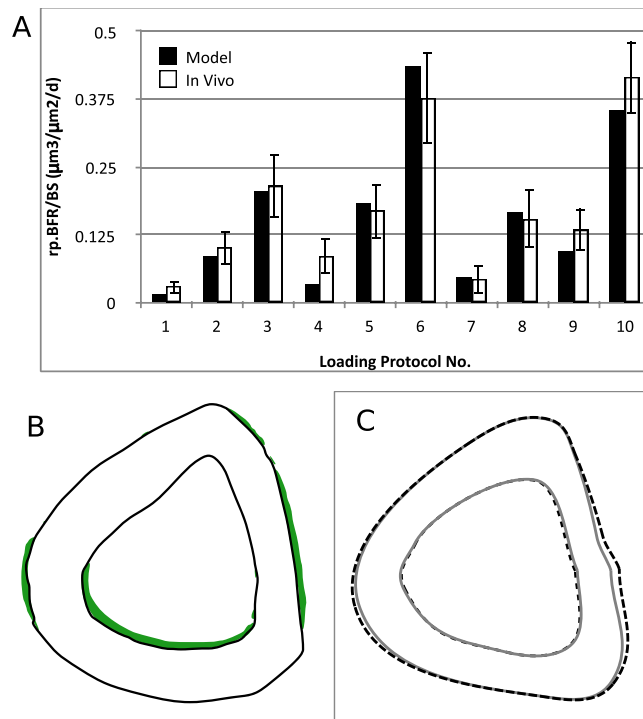 A
0.5
0.375
0.25
0.125
0
rp.BFR/BS (µm3/µm2/d)
Model
In Vivo
1 2 3 4 5 6 7 8 9 10
Loading Protocol No.
B
C